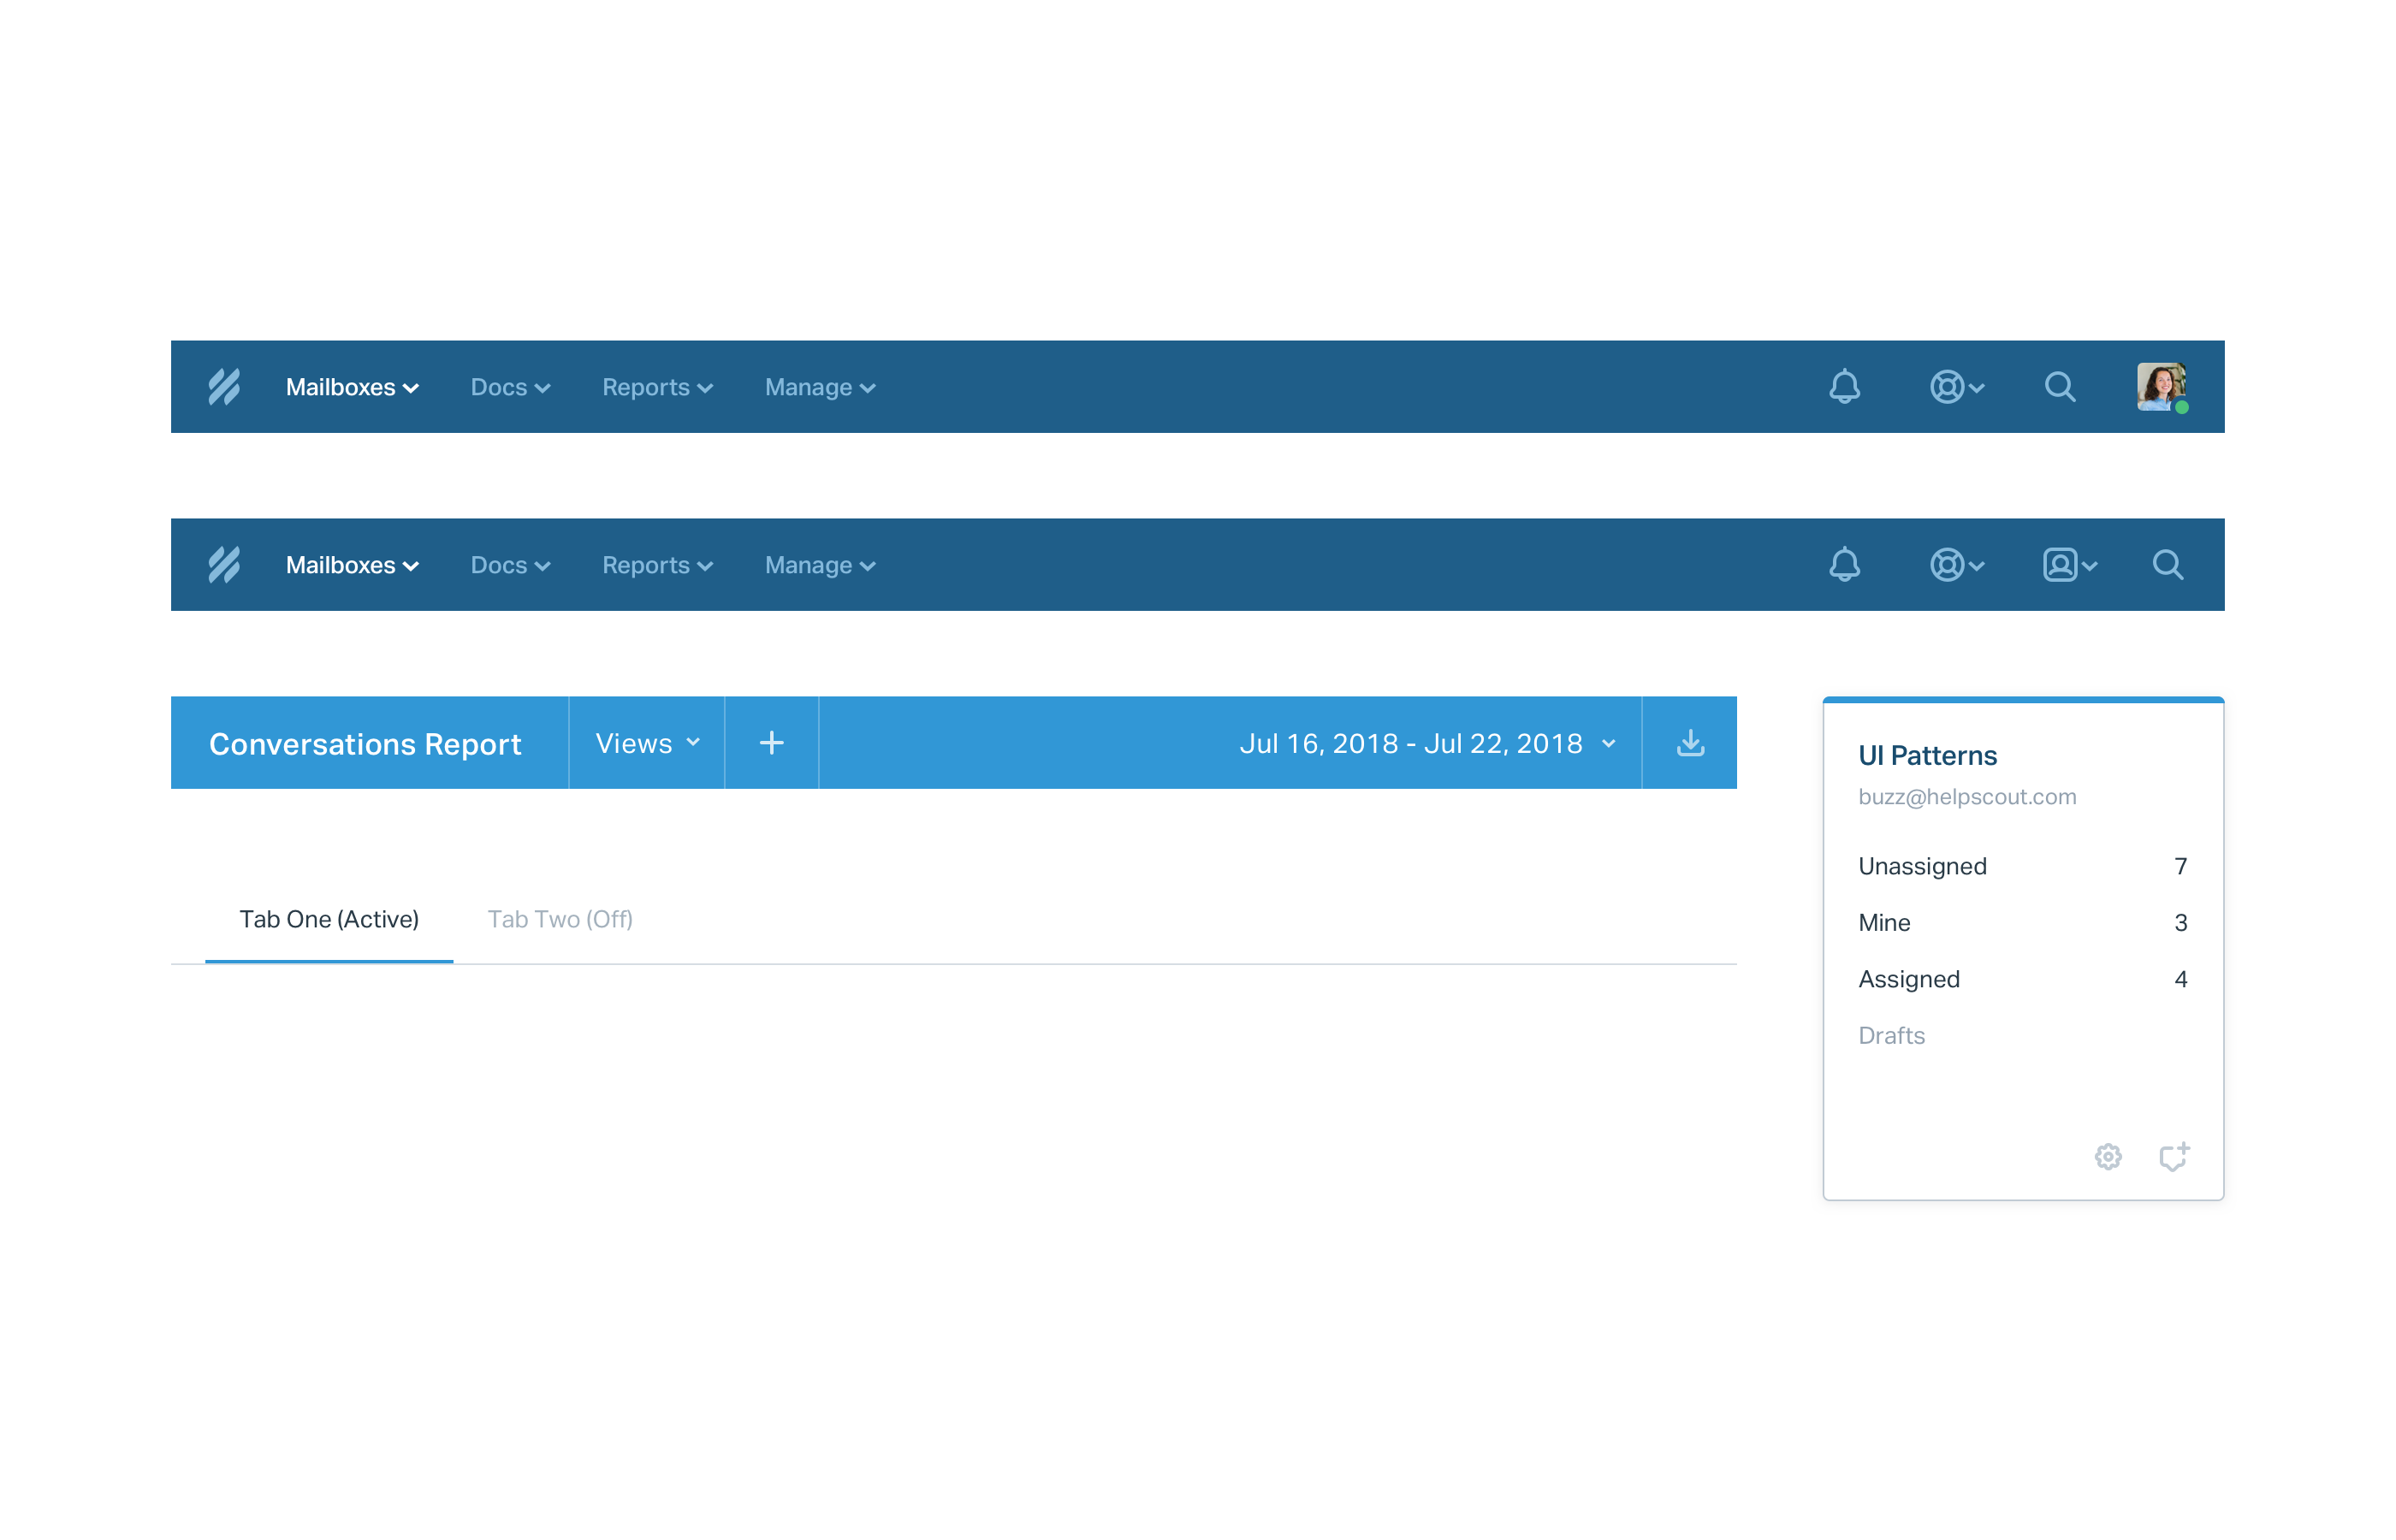 Mailboxes Docs Reports Manage
Mailboxes Docs Reports Manage
Conversations Report Views Jul 16, 2018 - Jul 22, 2018
Tab One (Active) Tab Two (Off)
UI Patterns
buzz@helpscout.com
Unassigned 7
Mine 3
Assigned 4
Drafts